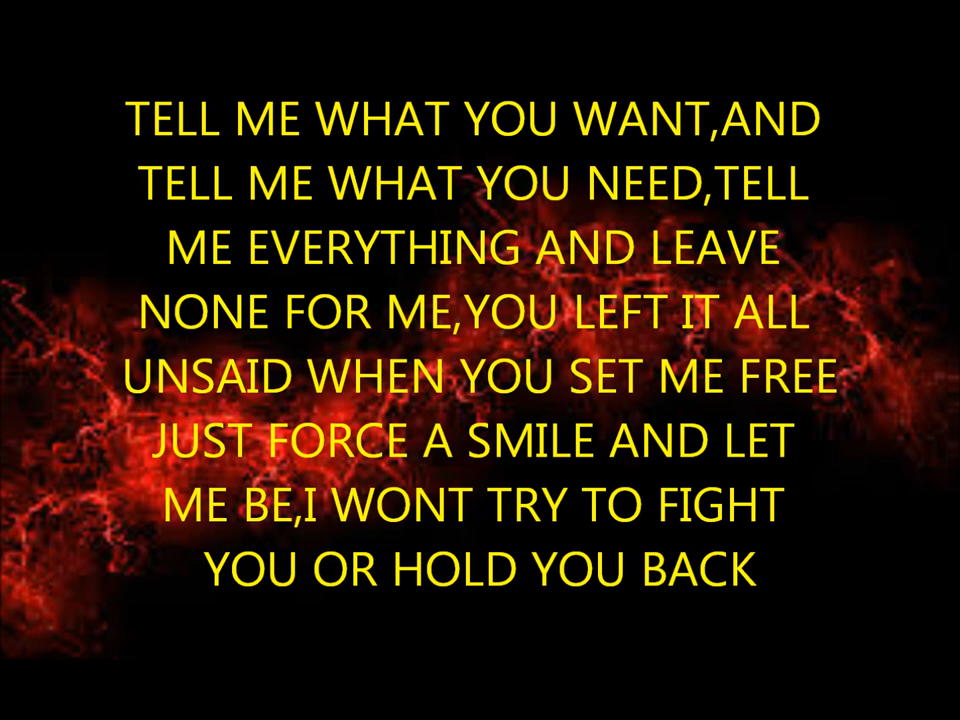 TELL ME WHAT YOU WANT,AND
TELL ME WHAT YOU NEED,TELL
ME EVERYTHING AND LEAVE
NONE FOR ME,YOU LEFT IT ALL
UNSAID WHEN YOU SET ME FREE
JUST FORCE A SMILE AND LET
ME BE,I WONT TRY TO FIGHT
YOU OR HOLD YOU BACK